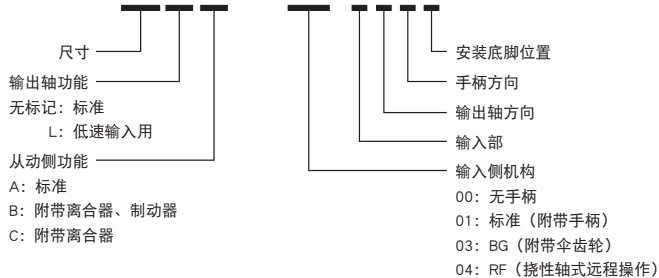 尺寸
输出轴功能
无标记：标准
L：低速输入用
从动侧功能
A：标准
B：附带离合器、制动器
C：附带离合器
安装底脚位置
手柄方向
输出轴方向
输入部
输入侧机构
00：无手柄
01：标准（附带手柄）
03：BG（附带伞齿轮）
04：RF（挠性轴式远程操作）